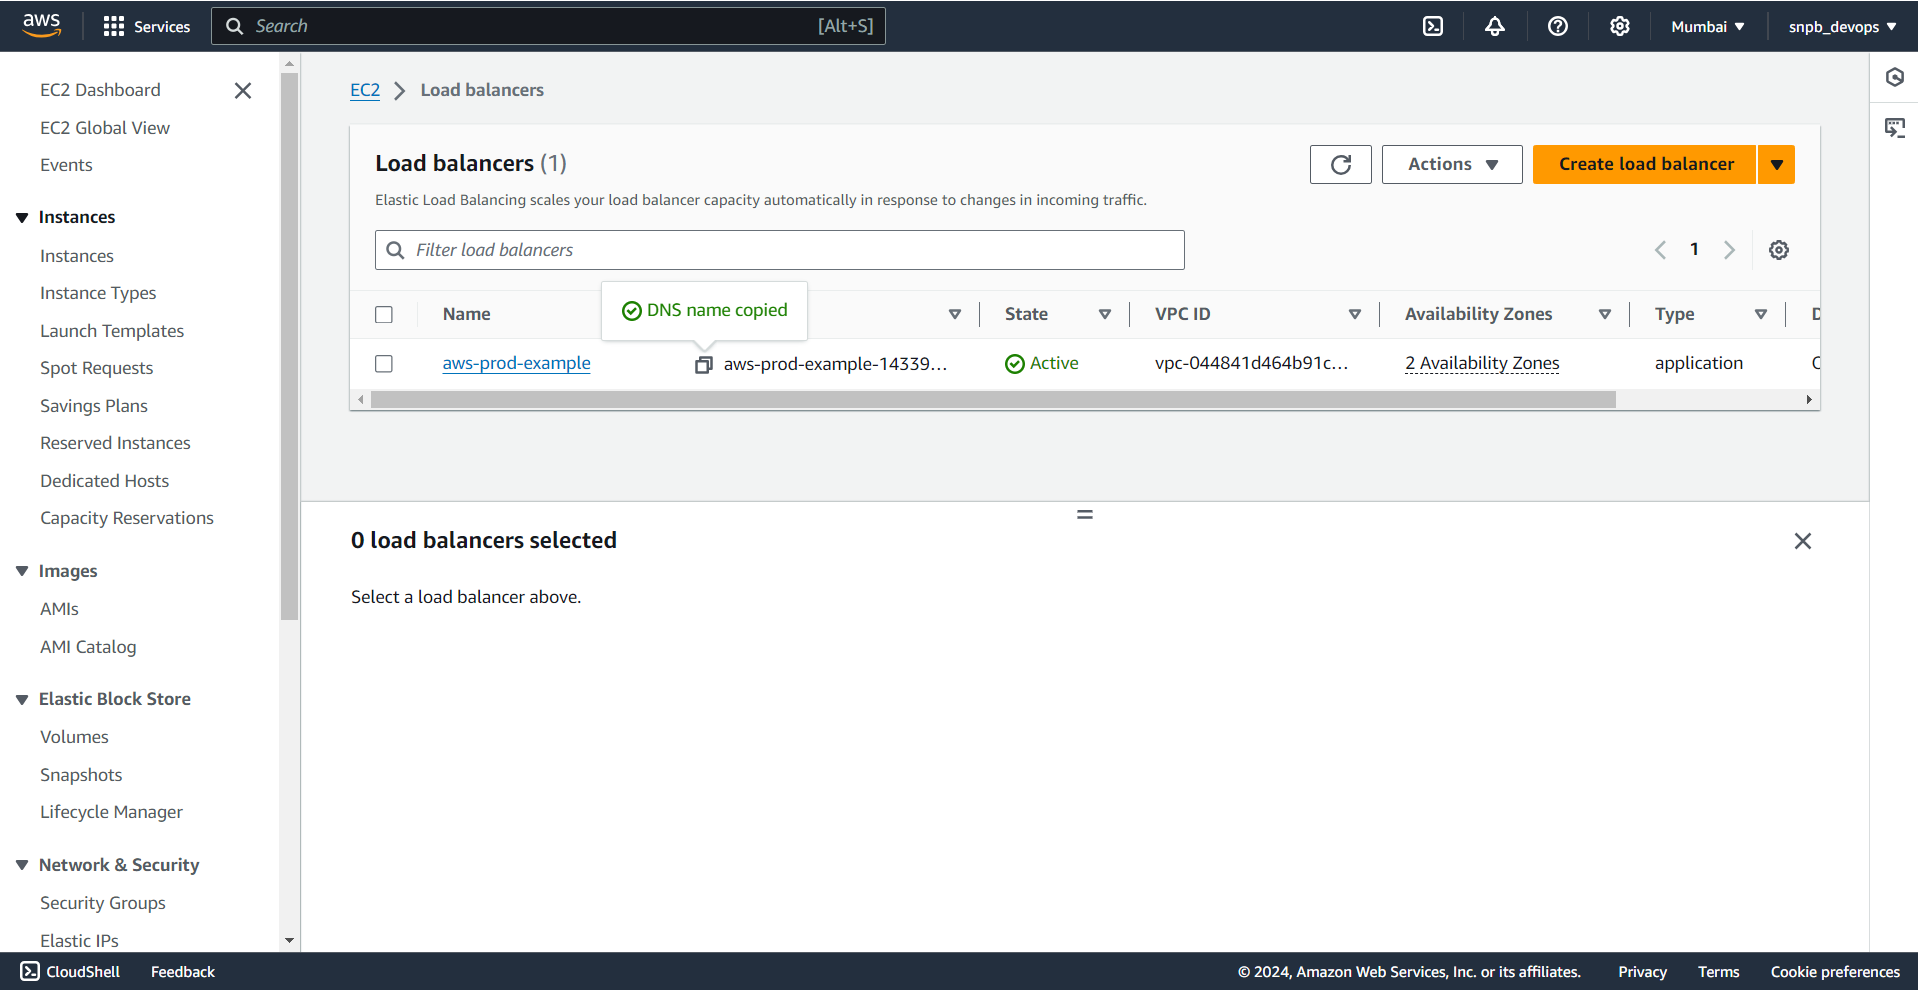 aws
Services
Search
[Alt+S]
Mumbai
snpb_devops
EC2 Dashboard
EC2 Global View
Events
Instances
Instances
Instance Types
Launch Templates
Spot Requests
Savings Plans
Reserved Instances
Dedicated Hosts
Capacity Reservations
Images
AMIs
AMI Catalog
Elastic Block Store
Volumes
Snapshots
Lifecycle Manager
Network & Security
Security Groups
Elastic IPs
EC2 > Load balancers
Load balancers (1)
Actions
Create load balancer
Elastic Load Balancing scales your load balancer capacity automatically in response to changes in incoming traffic.
Filter load balancers
1
DNS name copied
Name State VPC ID Availability Zones Type
aws-prod-example aws-prod-example-14339... Active vpc-044841d464b91c... 2 Availability Zones application
0 load balancers selected
Select a load balancer above.
CloudShell Feedback © 2024, Amazon Web Services, Inc. or its affiliates. Privacy Terms Cookie preferences